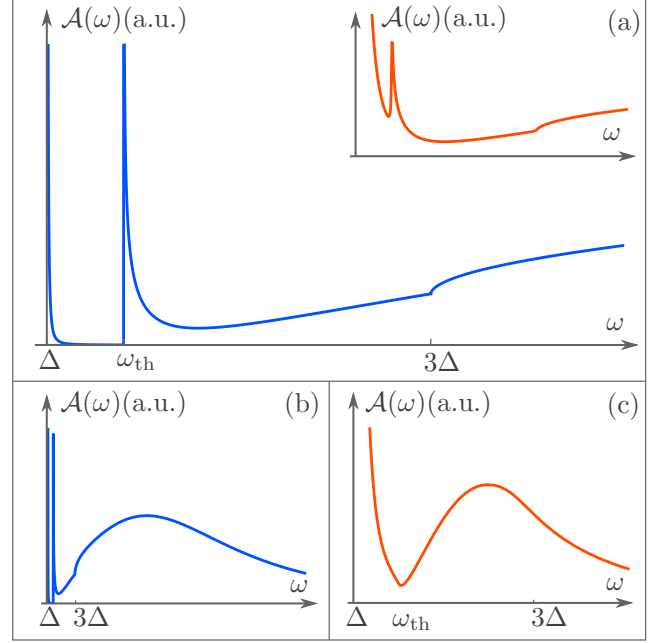 𝒜(ω)(a.u.)
𝒜(ω)(a.u.) (a)
ω
ω
Δ ω_th 3Δ
𝒜(ω)(a.u.) (b)
ω
Δ 3Δ
𝒜(ω)(a.u.) (c)
ω
Δ ω_th 3Δ